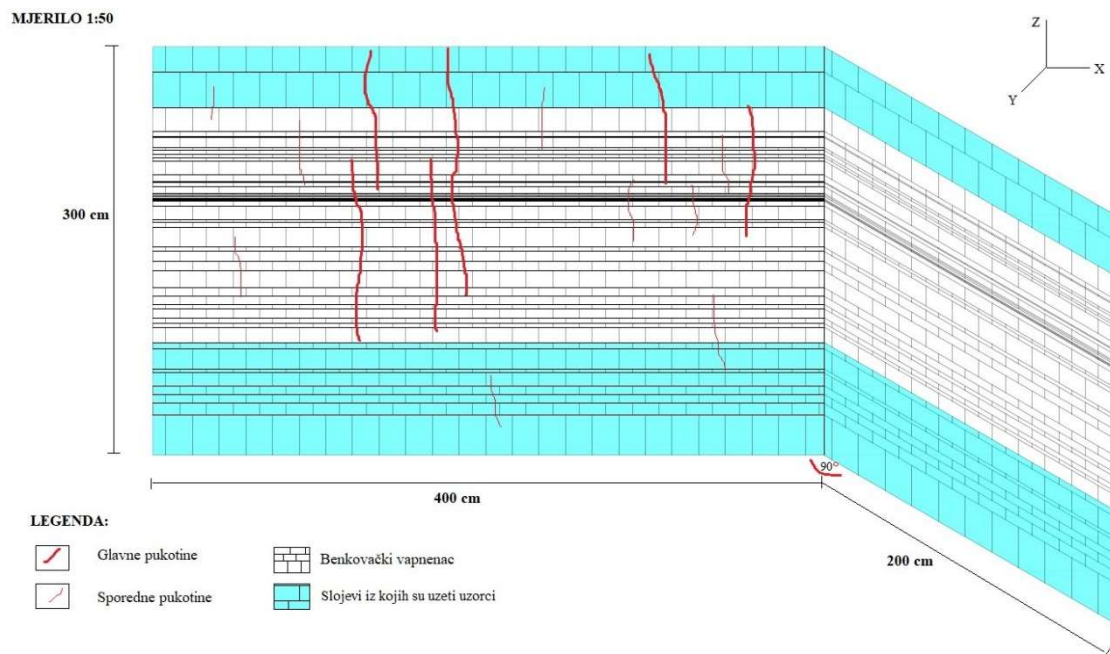 MJERILO 1:50
Z
X
Y
300 cm
90°
400 cm
200 cm
LEGENDA:
Glavne pukotine
Benkovački vapnenac
Sporedne pukotine
Slojevi iz kojih su uzeti uzorci